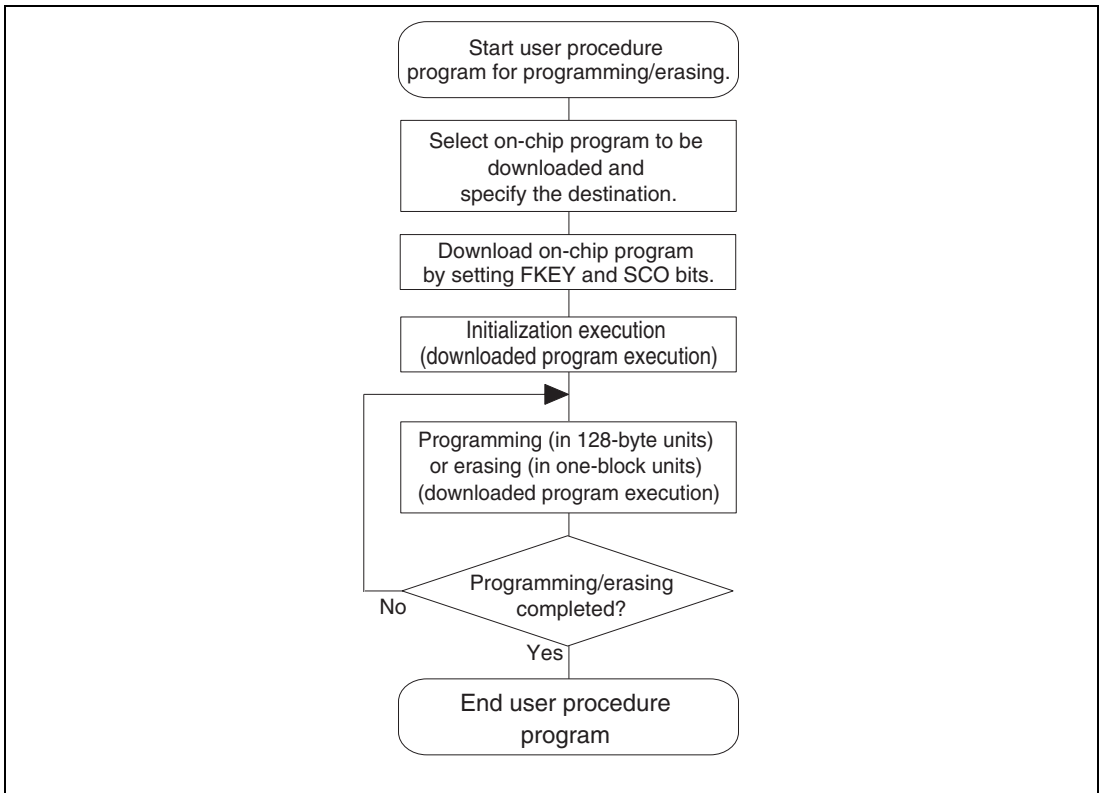 Start user procedure
program for programming/erasing.
Select on-chip program to be
downloaded and
specify the destination.
Download on-chip program
by setting FKEY and SCO bits.
Initialization execution
(downloaded program execution)
Programming (in 128-byte units)
or erasing (in one-block units)
(downloaded program execution)
Programming/erasing
completed?
No
Yes
End user procedure
program